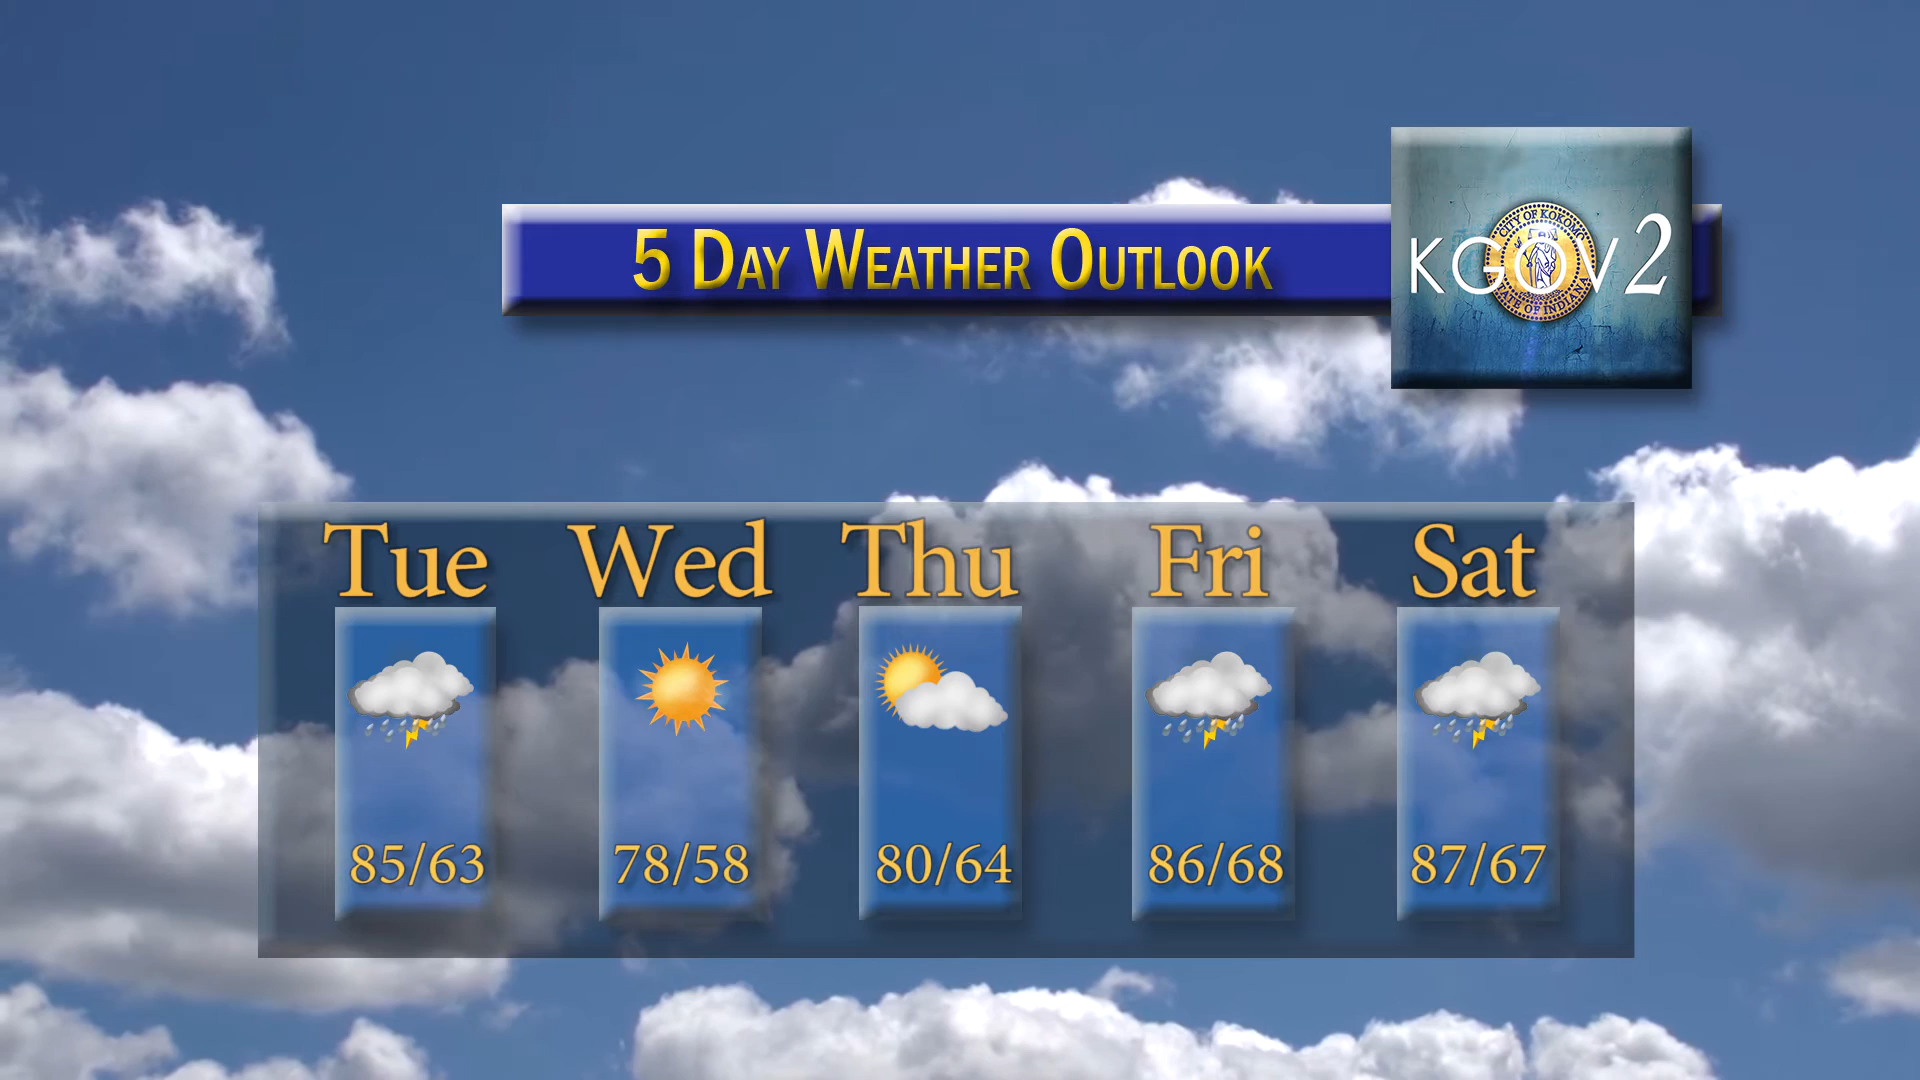 5 Day Weather Outlook
KGOV2
CITY OF KOKOMO
STATE OF INDIANA
Tue Wed Thu Fri Sat
85/63 78/58 80/64 86/68 87/67